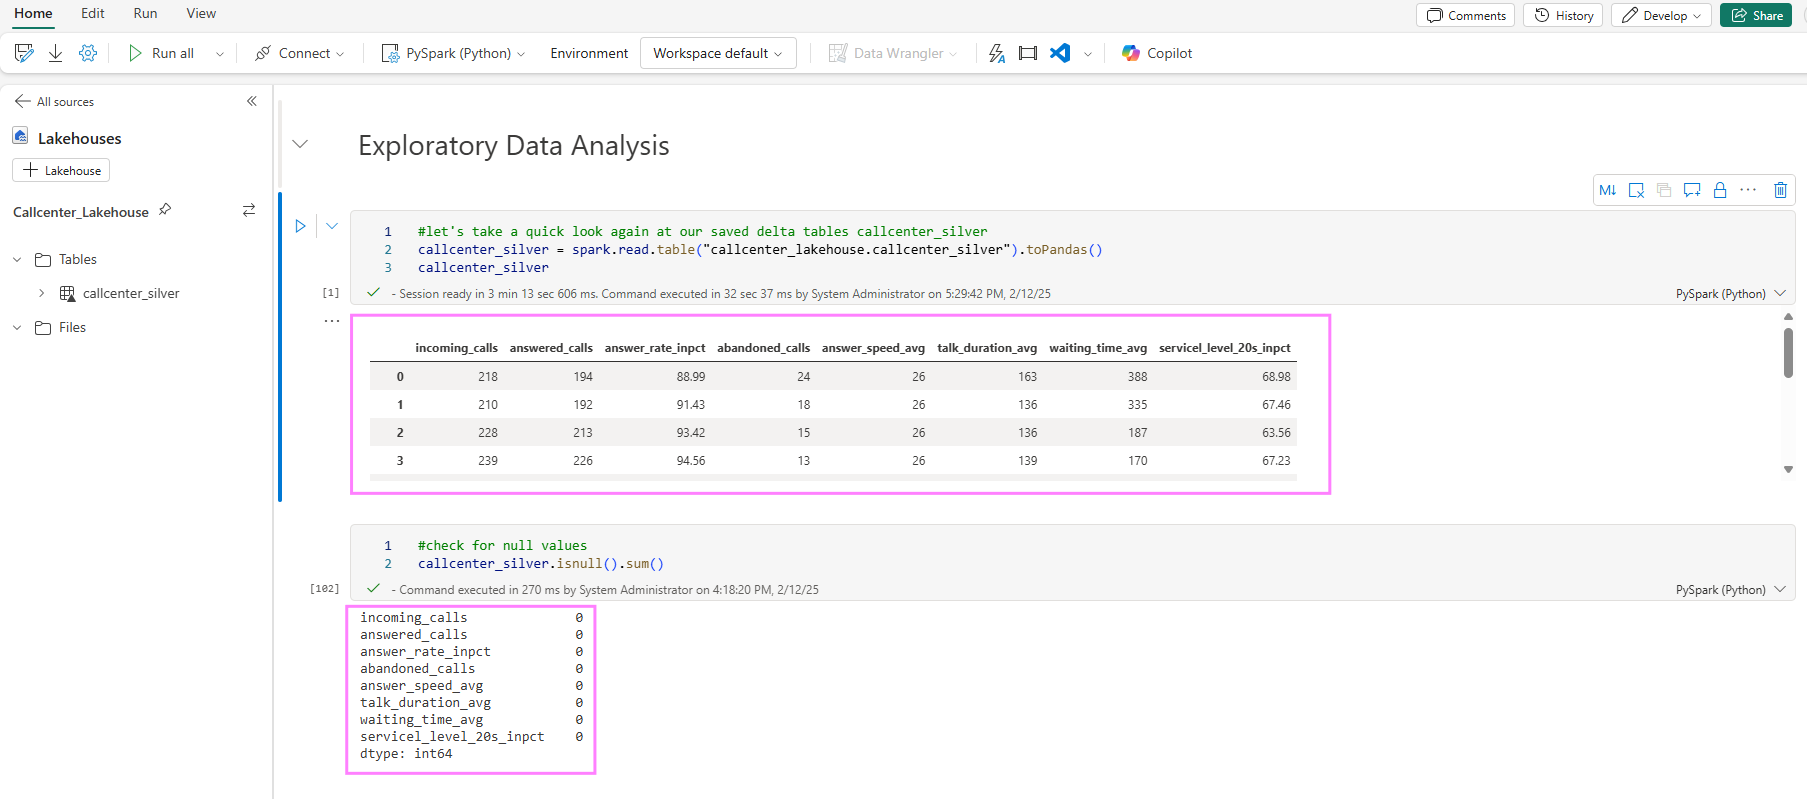 Home Edit Run View Comments History Develop Share
Run all Connect PySpark (Python) Environment Workspace default Data Wrangler Copilot
All sources
Lakehouses
Lakehouse
Callcenter_Lakehouse
Tables
callcenter_silver
Files
Exploratory Data Analysis
M↓
1 #let's take a quick look again at our saved delta tables callcenter_silver
2 callcenter_silver = spark.read.table("callcenter_lakehouse.callcenter_silver").toPandas()
3 callcenter_silver
[1] - Session ready in 3 min 13 sec 606 ms. Command executed in 32 sec 37 ms by System Administrator on 5:29:42 PM, 2/12/25 PySpark (Python)
incoming_calls answered_calls answer_rate_inpct abandoned_calls answer_speed_avg talk_duration_avg waiting_time_avg servicel_level_20s_inpct
0 218 194 88.99 24 26 163 388 68.98
1 210 192 91.43 18 26 136 335 67.46
2 228 213 93.42 15 26 136 187 63.56
3 239 226 94.56 13 26 139 170 67.23
1 #check for null values
2 callcenter_silver.isnull().sum()
[102] - Command executed in 270 ms by System Administrator on 4:18:20 PM, 2/12/25 PySpark (Python)
incoming_calls 0
answered_calls 0
answer_rate_inpct 0
abandoned_calls 0
answer_speed_avg 0
talk_duration_avg 0
waiting_time_avg 0
servicel_level_20s_inpct 0
dtype: int64